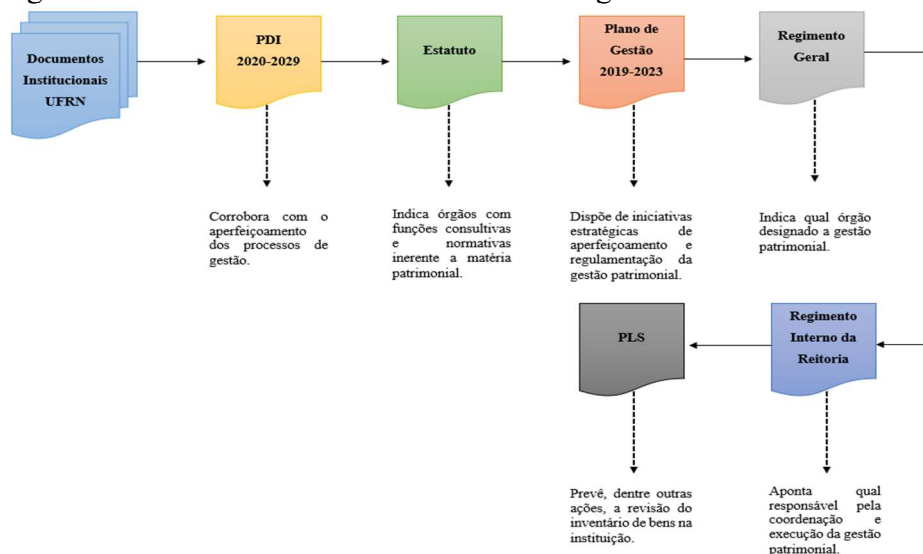 Documentos
Institucionais
UFRN
PDI
2020-2029
Estatuto
Plano de
Gestão
2019-2023
Regimento
Geral
Corrobora com o
aperfeiçoamento
dos processos de
gestão.
Indica órgãos com
funções consultivas
e normativas
inerente a matéria
patrimonial.
Dispõe de iniciativas
estratégicas de
aperfeiçoamento e
regulamentação da
gestão patrimonial.
Indica qual órgão
designado a gestão
patrimonial.
PLS
Regimento
Interno da
Reitoria
Prevê, dentre outras
ações, a revisão do
inventário de bens na
instituição.
Aponta qual
responsável pela
coordenação e
execução da gestão
patrimonial.